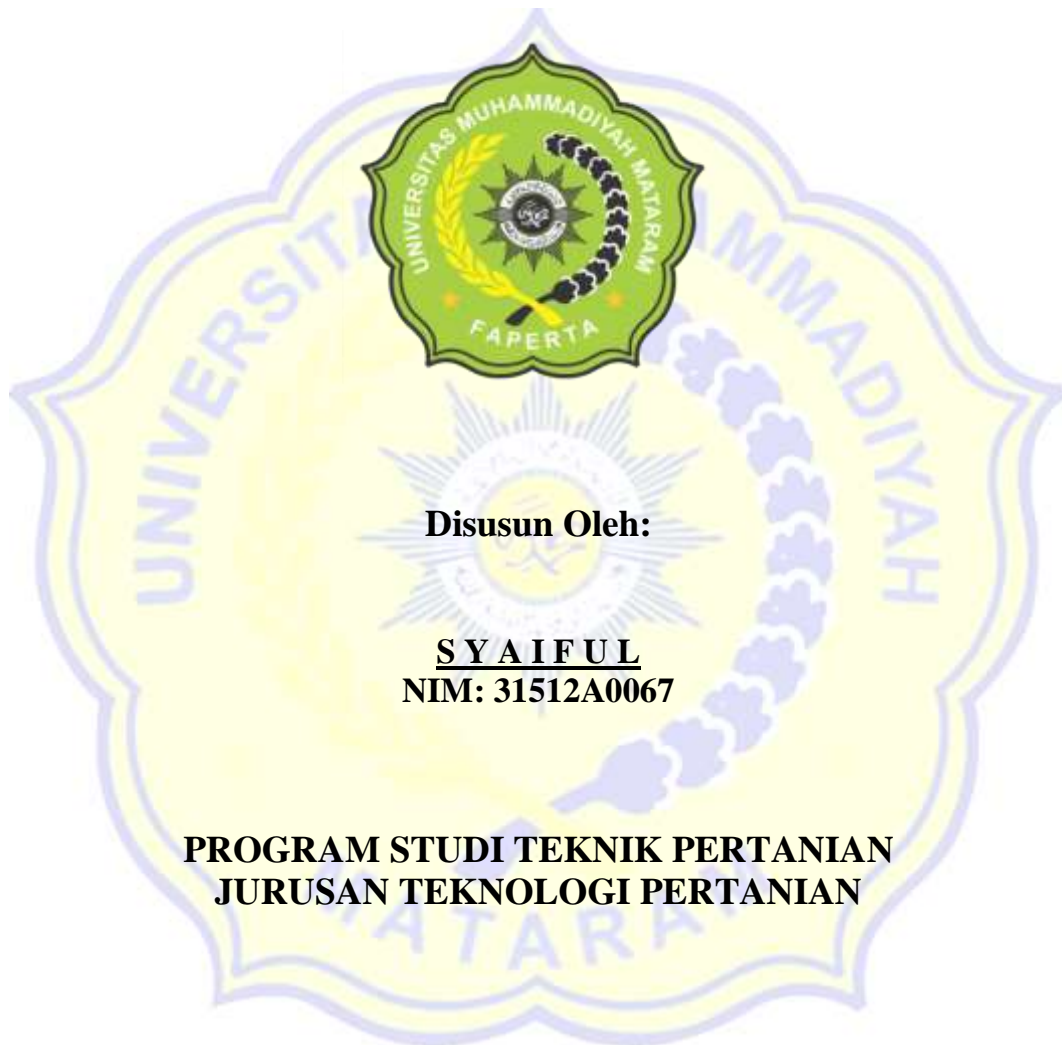 UNIVERSITAS MUHAMMADIYAH MATARAM
FAPERTA
Disusun Oleh:
S Y A I F U L
NIM: 31512A0067
PROGRAM STUDI TEKNIK PERTANIAN
JURUSAN TEKNOLOGI PERTANIAN